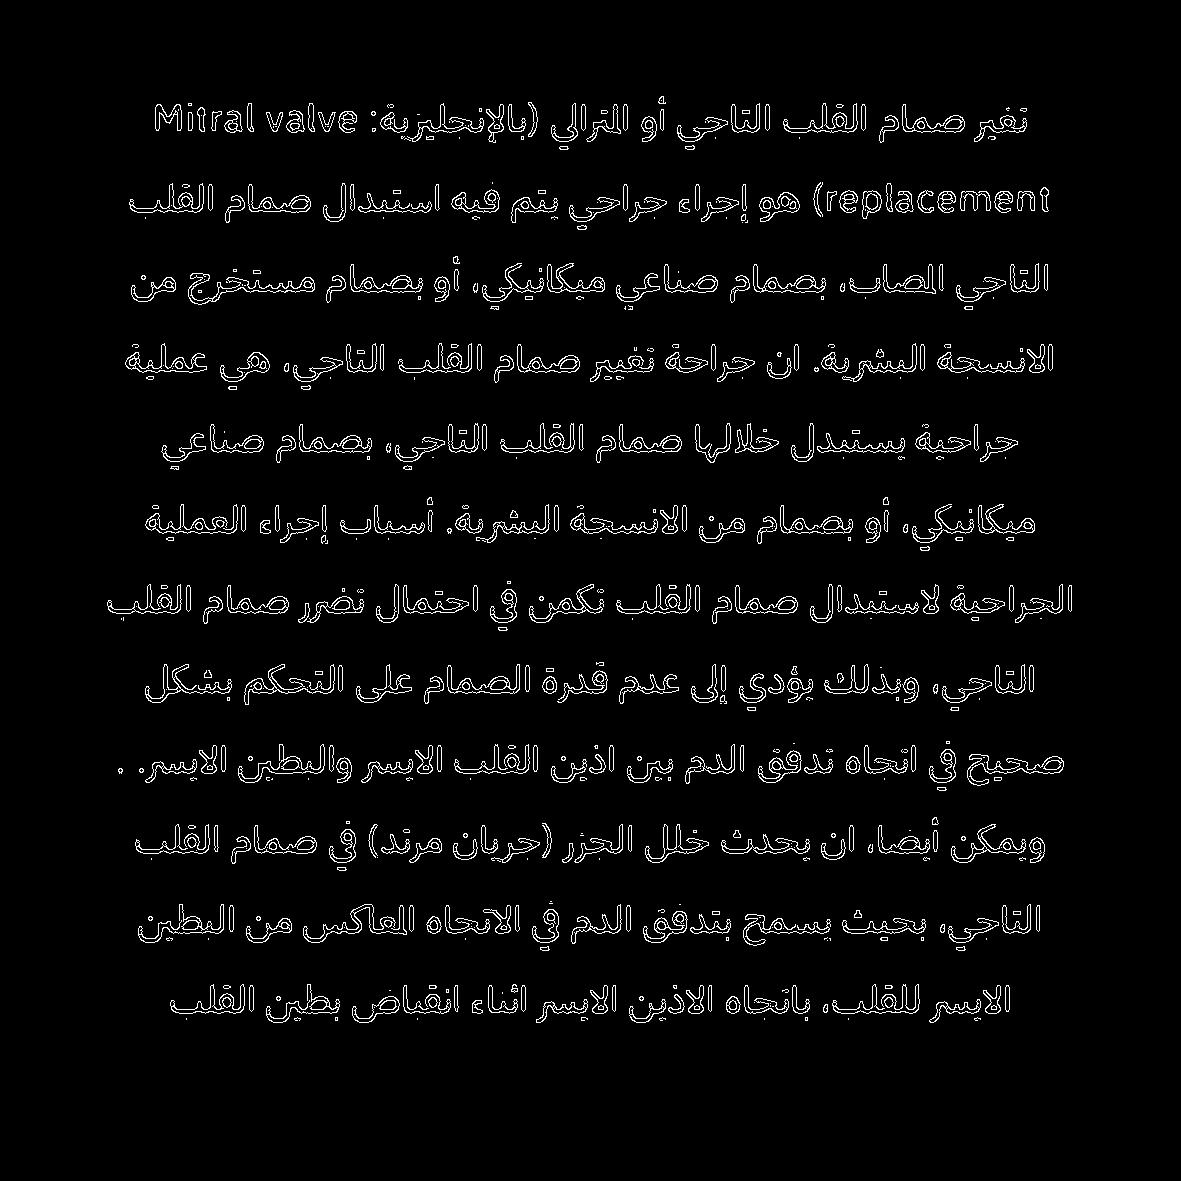 تغير صمام القلب التاجي أو المترالي (بالإنجليزية: Mitral valve
replacement) هو إجراء جراحي يتم فيه استبدال صمام القلب
التاجي المصاب، بصمام صناعي ميكانيكي، أو بصمام مستخرج من
الانسجة البشرية. ان جراحة تغيير صمام القلب التاجي، هي عملية
جراحية يستبدل خلالها صمام القلب التاجي، بصمام صناعي
ميكانيكي، أو بصمام من الانسجة البشرية. أسباب إجراء العملية
الجراحية لاستبدال صمام القلب تكمن في احتمال تضرر صمام القلب
التاجي، وبذلك يؤدي إلى عدم قدرة الصمام على التحكم بشكل
صحيح في اتجاه تدفق الدم بين اذين القلب الايسر والبطين الايسر. .
ويمكن أيضا، ان يحدث خلل الجزر (جريان مرتد) في صمام القلب
التاجي، بحيث يسمح بتدفق الدم في الاتجاه المعاكس من البطين
الايسر للقلب، باتجاه الاذين الايسر اثناء انقباض بطين القلب